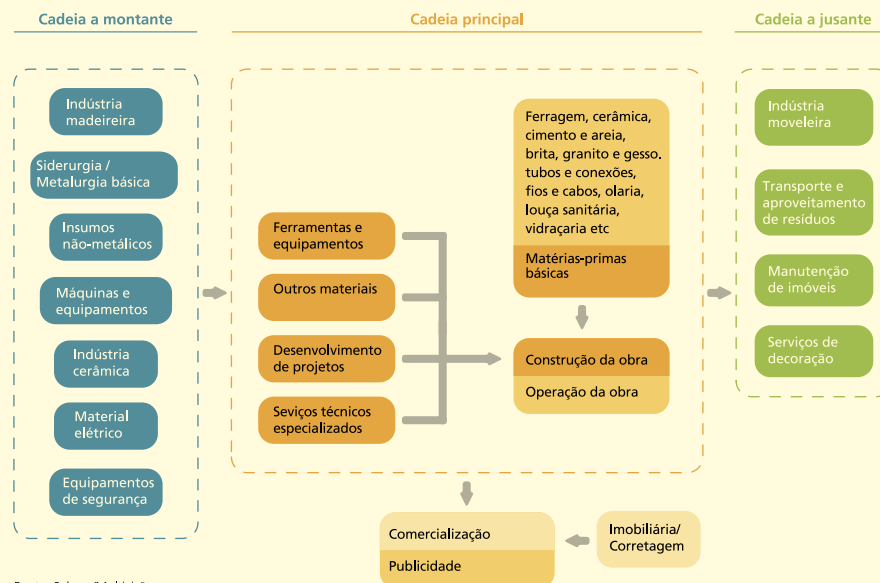 Cadeia a montante
Cadeia principal
Cadeia a jusante
Indústria
madeireira
Siderurgia /
Metalurgia básica
Insumos
não-metálicos
Máquinas e
equipamentos
Indústria
cerâmica
Material
elétrico
Equipamentos
de segurança
Ferramentas e
equipamentos
Outros materiais
Desenvolvimento
de projetos
Seviços técnicos
especializados
Ferragem, cerâmica,
cimento e areia,
brita, granito e gesso.
tubos e conexões,
fios e cabos, olaria,
louça sanitária,
vidraçaria etc
Matérias-primas
básicas
Construção da obra
Operação da obra
Indústria
moveleira
Transporte e
aproveitamento
de resíduos
Manutenção
de imóveis
Serviços de
decoração
Comercialização
Publicidade
Imobiliária/
Corretagem